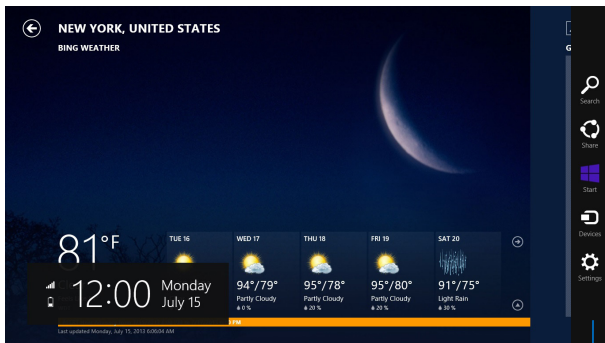 NEW YORK, UNITED STATES
BING WEATHER
G
Search
Share
Start
Devices
Settings
81°F
TUE 16
WED 17
94°/79°
Partly Cloudy
0 %
THU 18
95°/78°
Partly Cloudy
20 %
FRI 19
95°/80°
Partly Cloudy
20 %
SAT 20
91°/75°
Light Rain
30 %
12:00
Monday
July 15
PM
Last updated Monday, July 15, 2013 6:06:04 AM